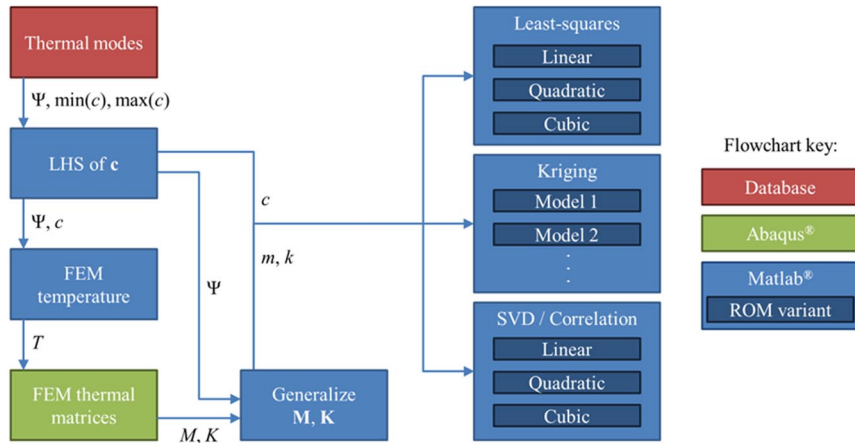 Thermal modes
Ψ, min(c), max(c)
LHS of c
Ψ, c
FEM
temperature
T
FEM thermal
matrices
M, K
Ψ
Generalize
M, K
c
m, k
Least-squares
Linear
Quadratic
Cubic
Kriging
Model 1
Model 2
. . .
SVD / Correlation
Linear
Quadratic
Cubic
Flowchart key:
Database
Abaqus®
Matlab®
ROM variant